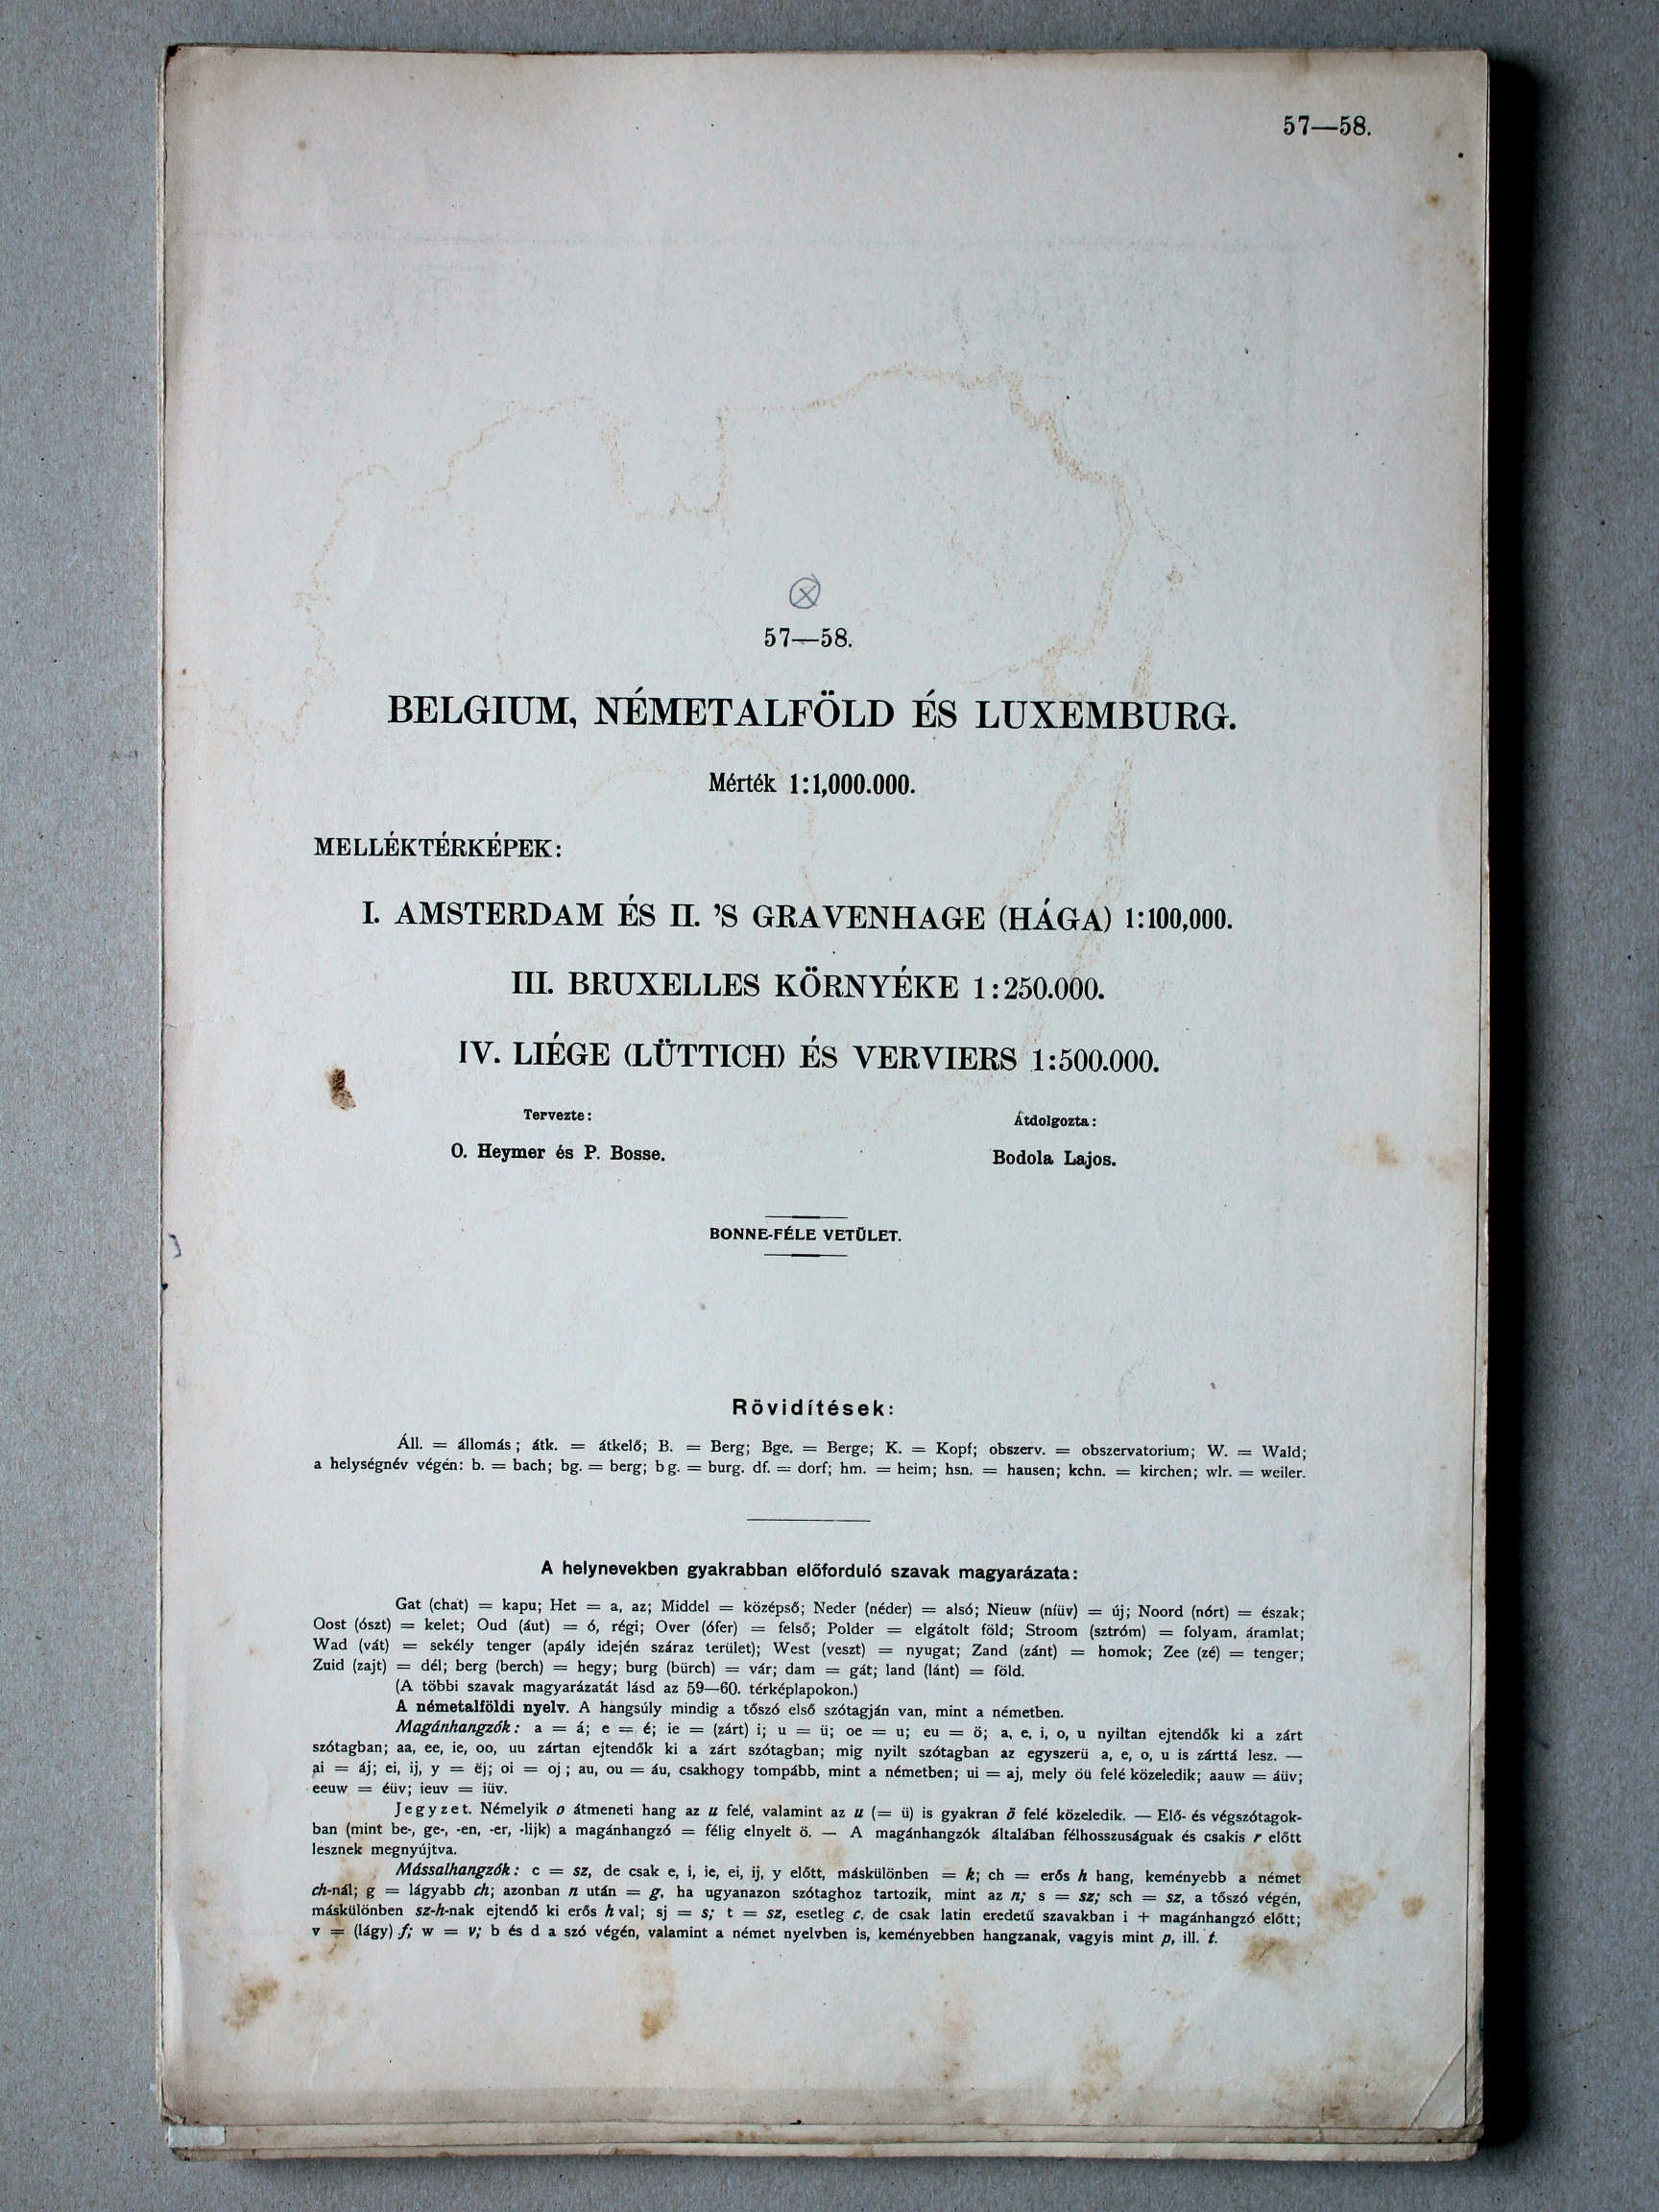 57—58.
57—58.
BELGIUM, NÉMETALFÖLD ÉS LUXEMBURG.
Mérték 1:1,000.000.
MELLÉKTÉRKÉPEK:
I. AMSTERDAM ÉS II. ’S GRAVENHAGE (HÁGA) 1:100,000.
III. BRUXELLES KÖRNYÉKE 1:250.000.
IV. LIÉGE (LÜTTICH) ÉS VERVIERS 1:500.000.
Tervezte:
O. Heymer és P. Bosse.
Átdolgozta:
Bodola Lajos.
BONNE-FÉLE VETÜLET.
Rövidítések:
Áll. = állomás; átk. = átkelő; B. = Berg; Bge. = Berge; K. = Kopf; obszerv. = obszervatorium; W. = Wald;
a helységnév végén: b. = bach; bg. = berg; b g. = burg. df. = dorf; hm. = heim; hsn. = hausen; kchn. = kirchen; wlr. = weiler.
A helynevekben gyakrabban előforduló szavak magyarázata:
Gat (chat) = kapu; Het = a, az; Middel = középső; Neder (néder) = alsó; Nieuw (níüv) = új; Noord (nórt) = észak;
Oost (ószt) = kelet; Oud (áut) = ó, régi; Over (ófer) = felső; Polder = elgátolt föld; Stroom (sztróm) = folyam, áramlat;
Wad (vát) = sekély tenger (apály idején száraz terület); West (veszt) = nyugat; Zand (zánt) = homok; Zee (zé) = tenger;
Zuid (zajt) = dél; berg (berch) = hegy; burg (bürch) = vár; dam = gát; land (lánt) = föld.
(A többi szavak magyarázatát lásd az 59—60. térképlapokon.)
A németalföldi nyelv. A hangsúly mindig a tőszó első szótagján van, mint a németben.
Magánhangzók: a = á; e = é; ie = (zárt) i; u = ü; oe = u; eu = ö; a, e, i, o, u nyiltan ejtendők ki a zárt
szótagban; aa, ee, ie, oo, uu zártan ejtendők ki a zárt szótagban; mig nyilt szótagban az egyszerü a, e, o, u is zárttá lesz. —
ai = áj; ei, ij, y = ëj; oi = oj; au, ou = áu, csakhogy tompább, mint a németben; ui = aj, mely öü felé közeledik; aauw = áüv;
eeuw = éüv; ieuv = iüv.
Jegyzet. Némelyik o átmeneti hang az u felé, valamint az u (= ü) is gyakran ö felé közeledik. — Elő- és végszótagok-
ban (mint be-, ge-, -en, -er, -lijk) a magánhangzó = félig elnyelt ö. — A magánhangzók általában félhosszuságuak és csakis r előtt
lesznek megnyújtva.
Mássalhangzók: c = sz, de csak e, i, ie, ei, ij, y előtt, máskülönben = k; ch = erős h hang, keményebb a német
ch-nál; g = lágyabb ch; azonban n után = g, ha ugyanazon szótaghoz tartozik, mint az n; s = sz; sch = sz, a tőszó végén,
máskülönben sz-h-nak ejtendő ki erős h val; sj = s; t = sz, esetleg c, de csak latin eredetű szavakban i + magánhangzó előtt;
v = (lágy) f; w = v; b és d a szó végén, valamint a német nyelvben is, keményebben hangzanak, vagyis mint p, ill. t.